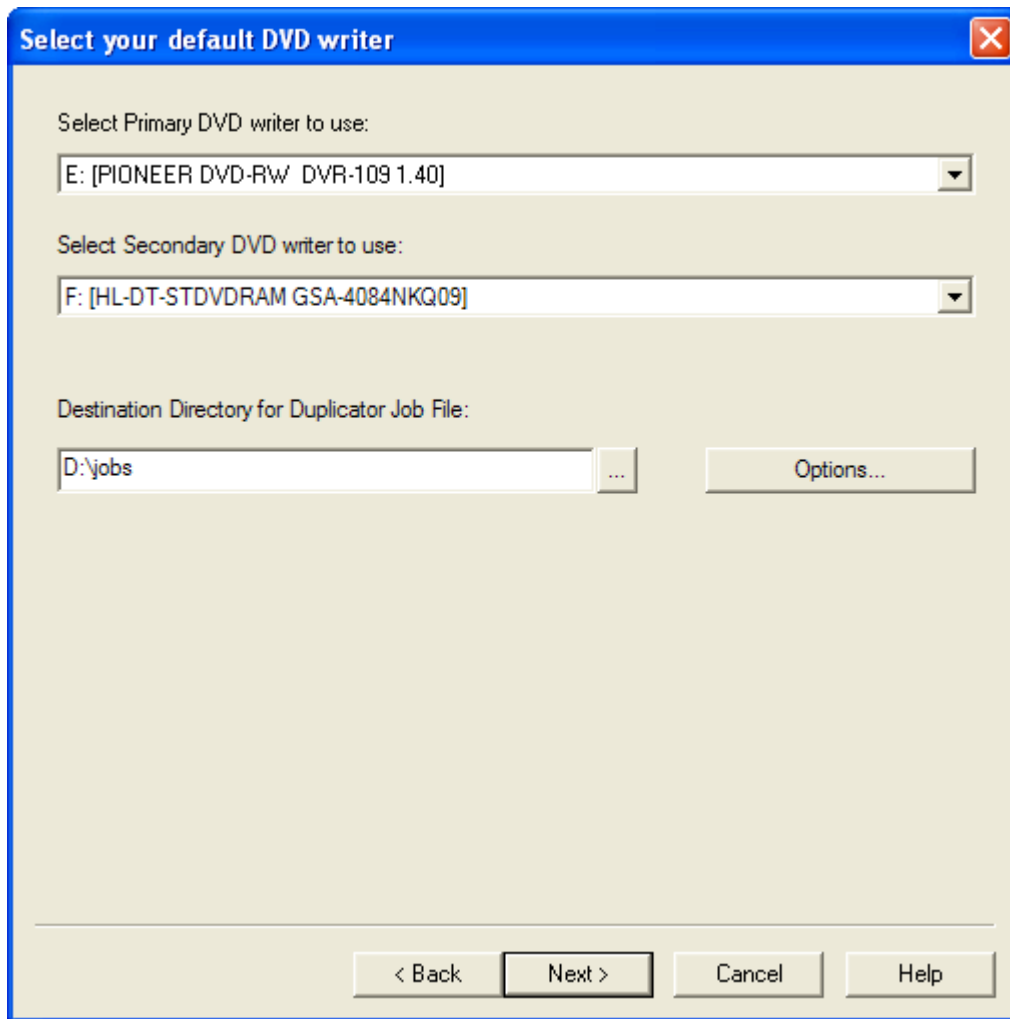 Select your default DVD writer
Select Primary DVD writer to use:
E: [PIONEER DVD-RW  DVR-109 1.40]
Select Secondary DVD writer to use:
F: [HL-DT-STDVDRAM GSA-4084NKQ09]
Destination Directory for Duplicator Job File:
D:\jobs
...
Options...
< Back
Next >
Cancel
Help